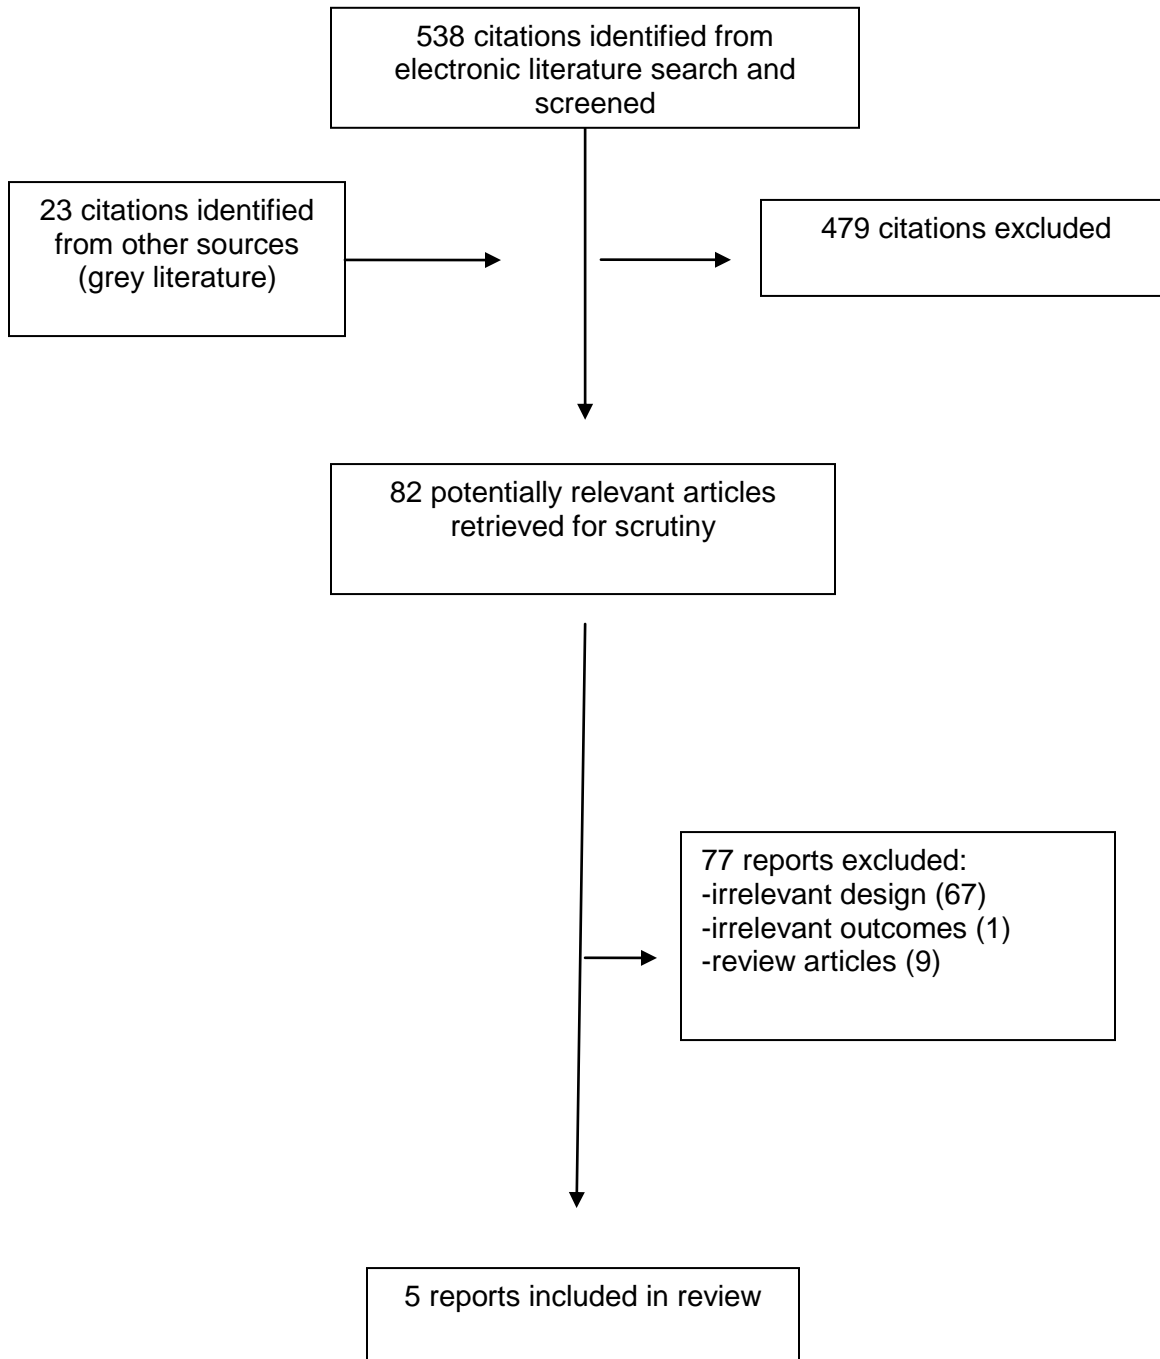 538 citations identified from
electronic literature search and
screened
23 citations identified
from other sources
(grey literature)
479 citations excluded
82 potentially relevant articles
retrieved for scrutiny
77 reports excluded:
-irrelevant design (67)
-irrelevant outcomes (1)
-review articles (9)
5 reports included in review